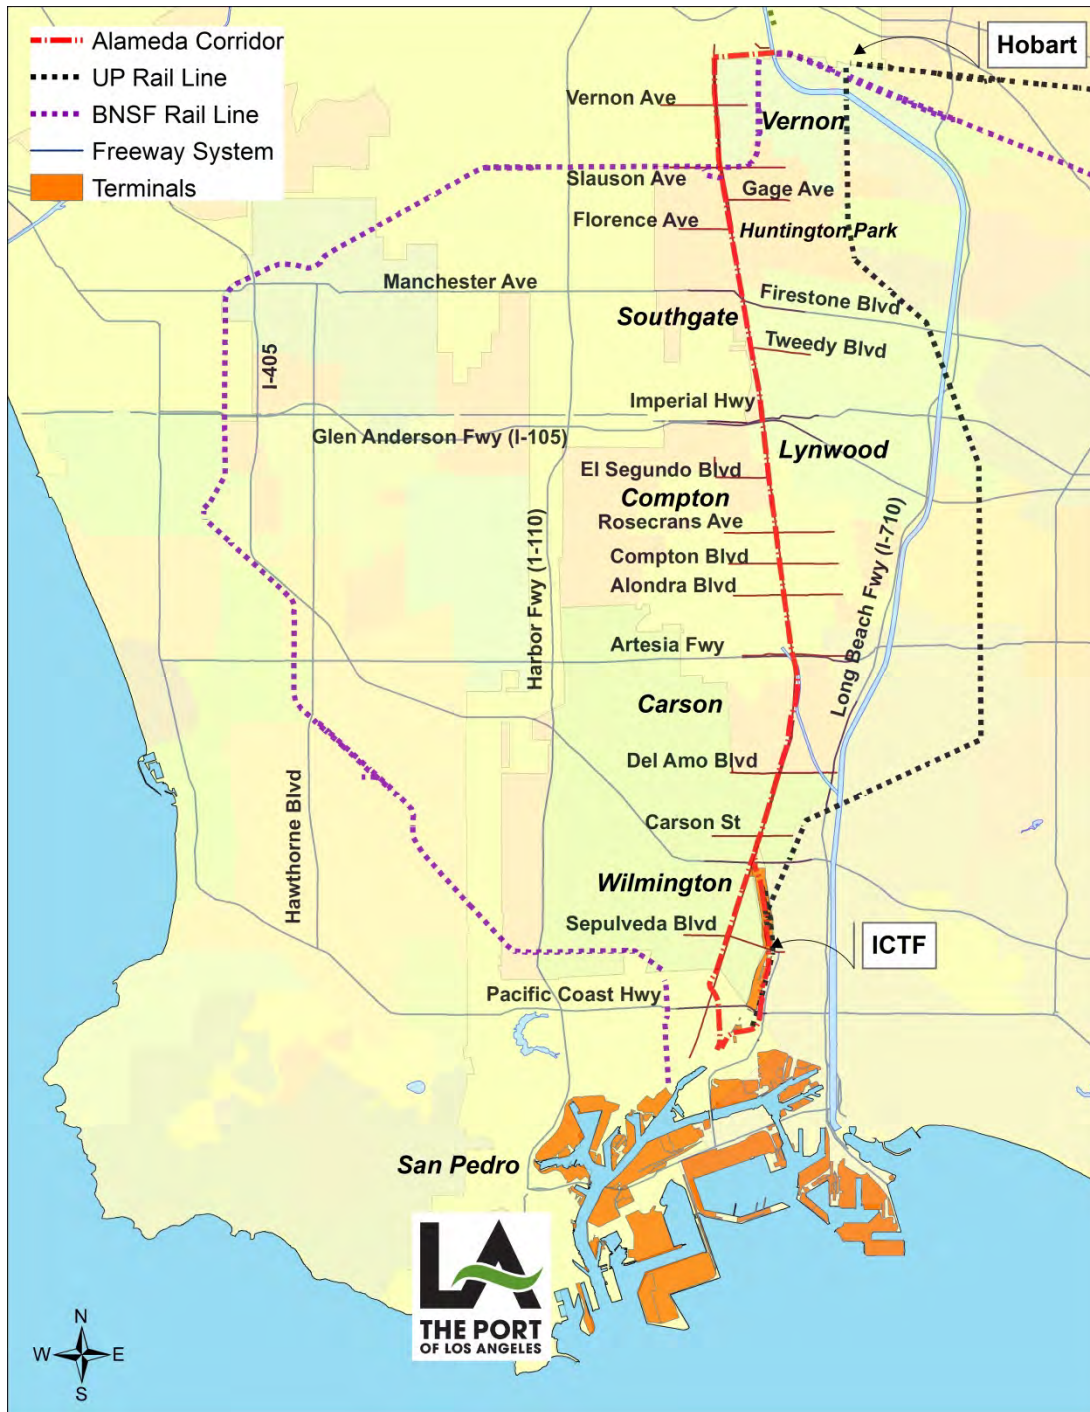 Alameda Corridor
UP Rail Line
BNSF Rail Line
Freeway System
Terminals
Hobart
Vernon Ave
Vernon
Slauson Ave
Gage Ave
Florence Ave
Huntington Park
Manchester Ave
Firestone Blvd
Southgate
Tweedy Blvd
I-405
Imperial Hwy
Glen Anderson Fwy (I-105)
Lynwood
El Segundo Blvd
Compton
Rosecrans Ave
Compton Blvd
Alondra Blvd
Harbor Fwy (1-110)
Long Beach Fwy (I-710)
Artesia Fwy
Carson
Del Amo Blvd
Hawthorne Blvd
Carson St
Wilmington
Sepulveda Blvd
ICTF
Pacific Coast Hwy
San Pedro
LA
THE PORT
OF LOS ANGELES
N
W E
S